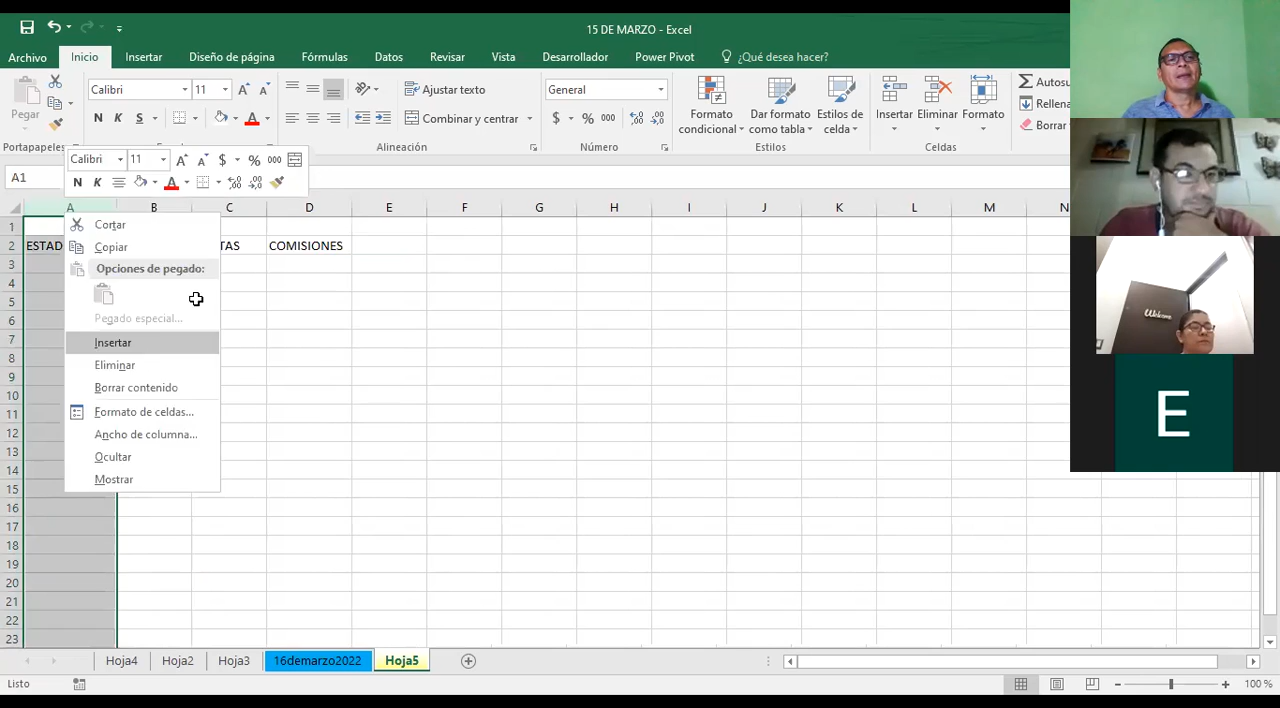 15 DE MARZO - Excel
Archivo Inicio Insertar Diseño de página Fórmulas Datos Revisar Vista Desarrollador Power Pivot ¿Qué desea hacer?
Calibri 11 Ajustar texto General Autosu
Pegar N K S Combinar y centrar $ % 000 Formato condicional Dar formato como tabla Estilos de celda Insertar Eliminar Formato Rellena
Borrar
Portapapeles Alineación Número Estilos Celdas
Calibri 11 $ % 000
N K A
A1
A B C D E F G H I J K L M N
1
2 ESTAD TAS COMISIONES
3
4
5
6
7
8
9
10
11
12
13
14
15
16
17
18
19
20
21
22
23
Cortar
Copiar
Opciones de pegado:
Pegado especial...
Insertar
Eliminar
Borrar contenido
Formato de celdas...
Ancho de columna...
Ocultar
Mostrar
Welcome
E
Hoja4 Hoja2 Hoja3 16demarzo2022 Hoja5
Listo 100 %